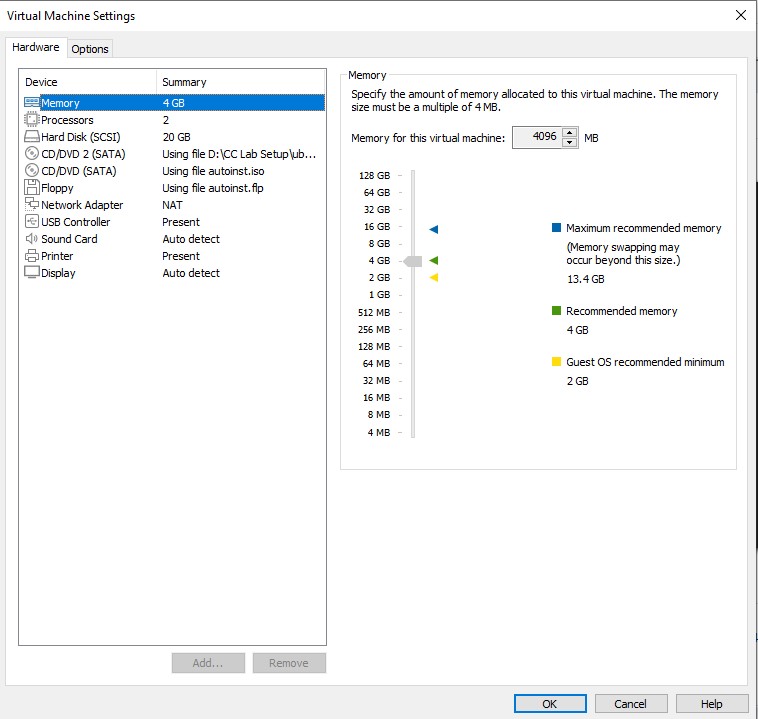 Virtual Machine Settings
Hardware Options
Device Summary
Memory 4 GB
Processors 2
Hard Disk (SCSI) 20 GB
CD/DVD 2 (SATA) Using file D:\CC Lab Setup\ub...
CD/DVD (SATA) Using file autoinst.iso
Floppy Using file autoinst.flp
Network Adapter NAT
USB Controller Present
Sound Card Auto detect
Printer Present
Display Auto detect
Add... Remove
Memory
Specify the amount of memory allocated to this virtual machine. The memory
size must be a multiple of 4 MB.
Memory for this virtual machine: 4096 MB
128 GB
64 GB
32 GB
16 GB
8 GB
4 GB
2 GB
1 GB
512 MB
256 MB
128 MB
64 MB
32 MB
16 MB
8 MB
4 MB
Maximum recommended memory
(Memory swapping may
occur beyond this size.)
13.4 GB
Recommended memory
4 GB
Guest OS recommended minimum
2 GB
OK Cancel Help